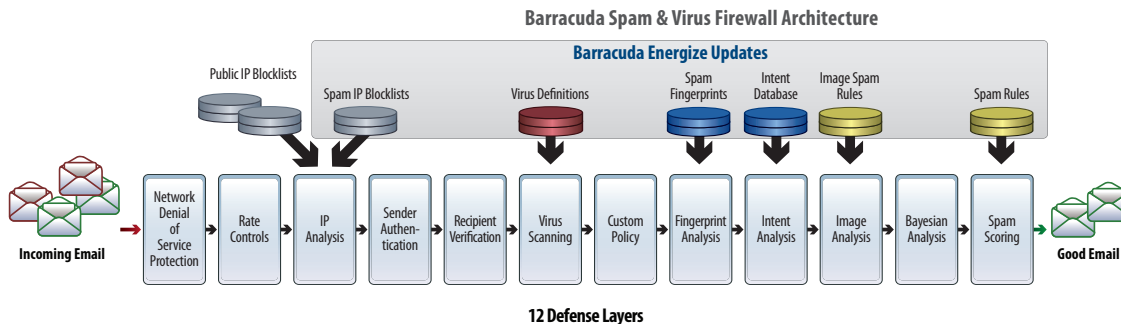 Barracuda Spam & Virus Firewall Architecture
Barracuda Energize Updates
Public IP Blocklists
Spam IP Blocklists
Virus Definitions
Spam
Fingerprints
Intent
Database
Image Spam
Rules
Spam Rules
Incoming Email
Network
Denial
of
Service
Protection
Rate
Controls
IP
Analysis
Sender
Authen-
tication
Recipient
Verification
Virus
Scanning
Custom
Policy
Fingerprint
Analysis
Intent
Analysis
Image
Analysis
Bayesian
Analysis
Spam
Scoring
Good Email
12 Defense Layers